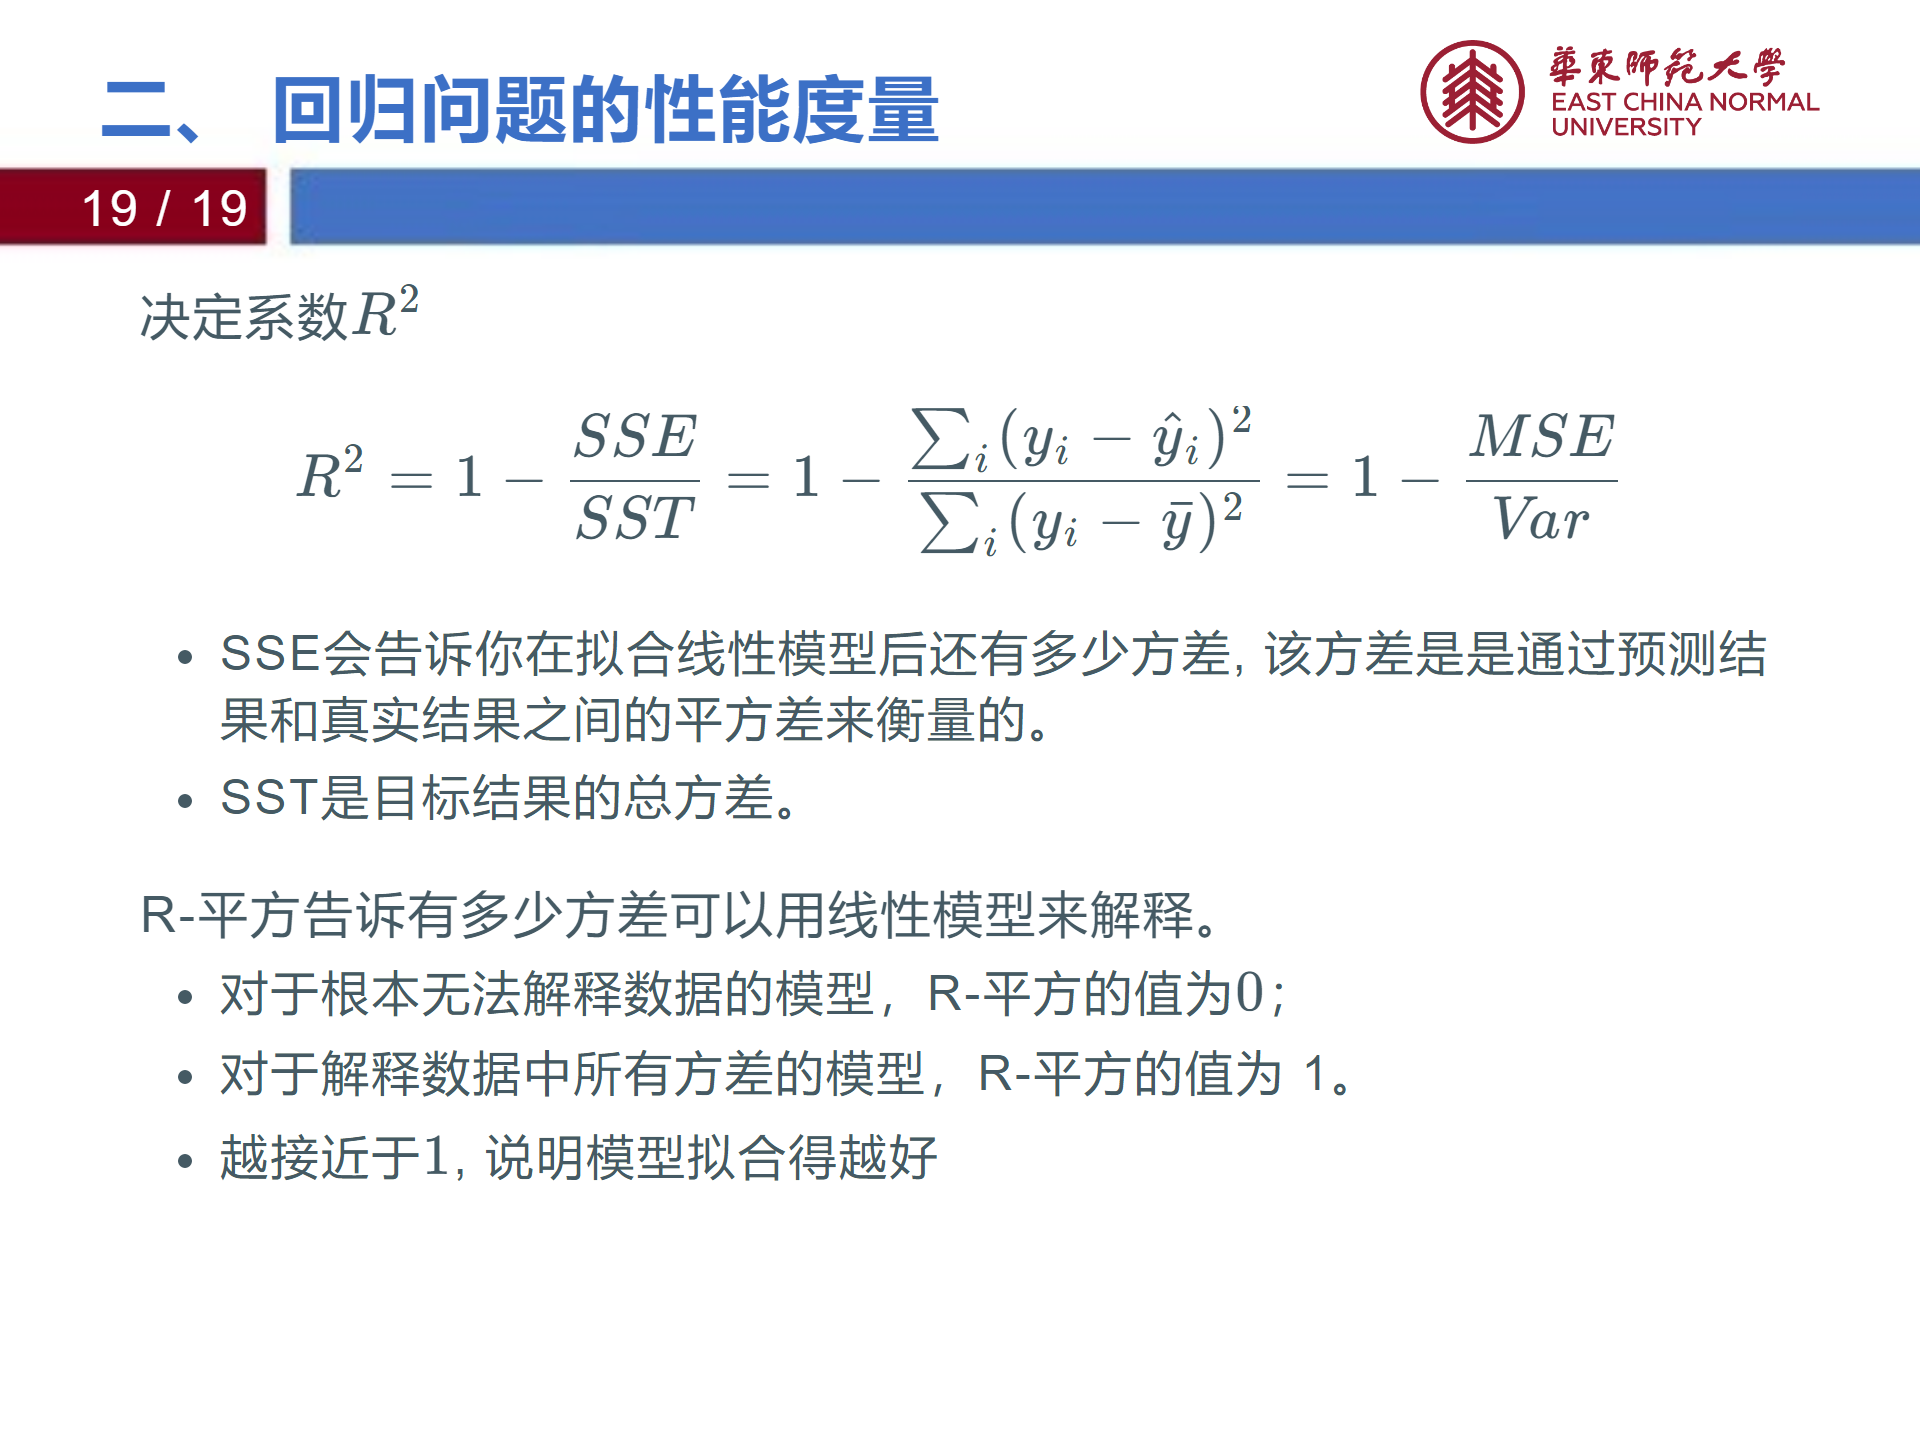 二、 回归问题的性能度量
華東師範大學
EAST CHINA NORMAL
UNIVERSITY
19 / 19
决定系数R²
R² = 1 − SSE/SST = 1 − ∑ᵢ(yᵢ − ŷᵢ)²/∑ᵢ(yᵢ − ȳ)² = 1 − MSE/Var
• SSE会告诉你在拟合线性模型后还有多少方差, 该方差是是通过预测结
果和真实结果之间的平方差来衡量的。
• SST是目标结果的总方差。
R-平方告诉有多少方差可以用线性模型来解释。
• 对于根本无法解释数据的模型，R-平方的值为0；
• 对于解释数据中所有方差的模型，R-平方的值为 1。
• 越接近于1, 说明模型拟合得越好